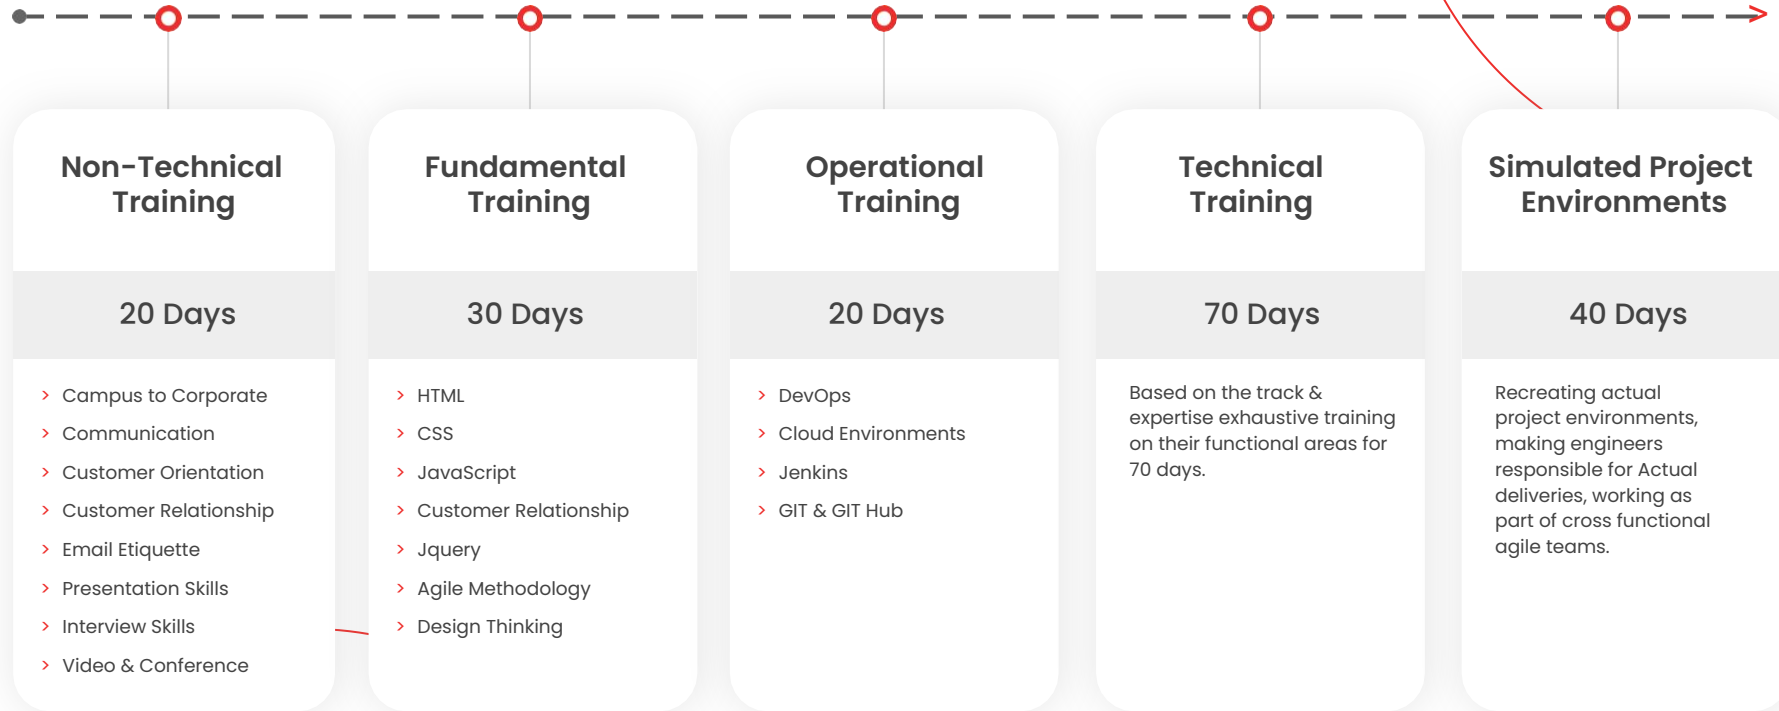 Non-Technical
Training
20 Days
Campus to Corporate
Communication
Customer Orientation
Customer Relationship
Email Etiquette
Presentation Skills
Interview Skills
Video & Conference
Fundamental
Training
30 Days
HTML
CSS
JavaScript
Customer Relationship
Jquery
Agile Methodology
Design Thinking
Operational
Training
20 Days
DevOps
Cloud Environments
Jenkins
GIT & GIT Hub
Technical
Training
70 Days
Based on the track &
expertise exhaustive training
on their functional areas for
70 days.
Simulated Project
Environments
40 Days
Recreating actual
project environments,
making engineers
responsible for Actual
deliveries, working as
part of cross functional
agile teams.